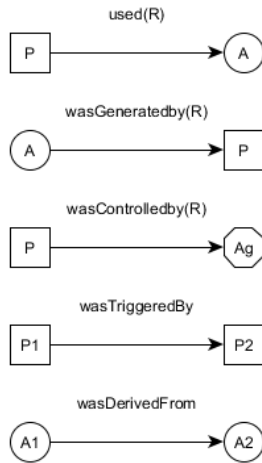 used(R)
P A
wasGeneratedby(R)
A P
wasControlledby(R)
P Ag
wasTriggeredBy
P1 P2
wasDerivedFrom
A1 A2